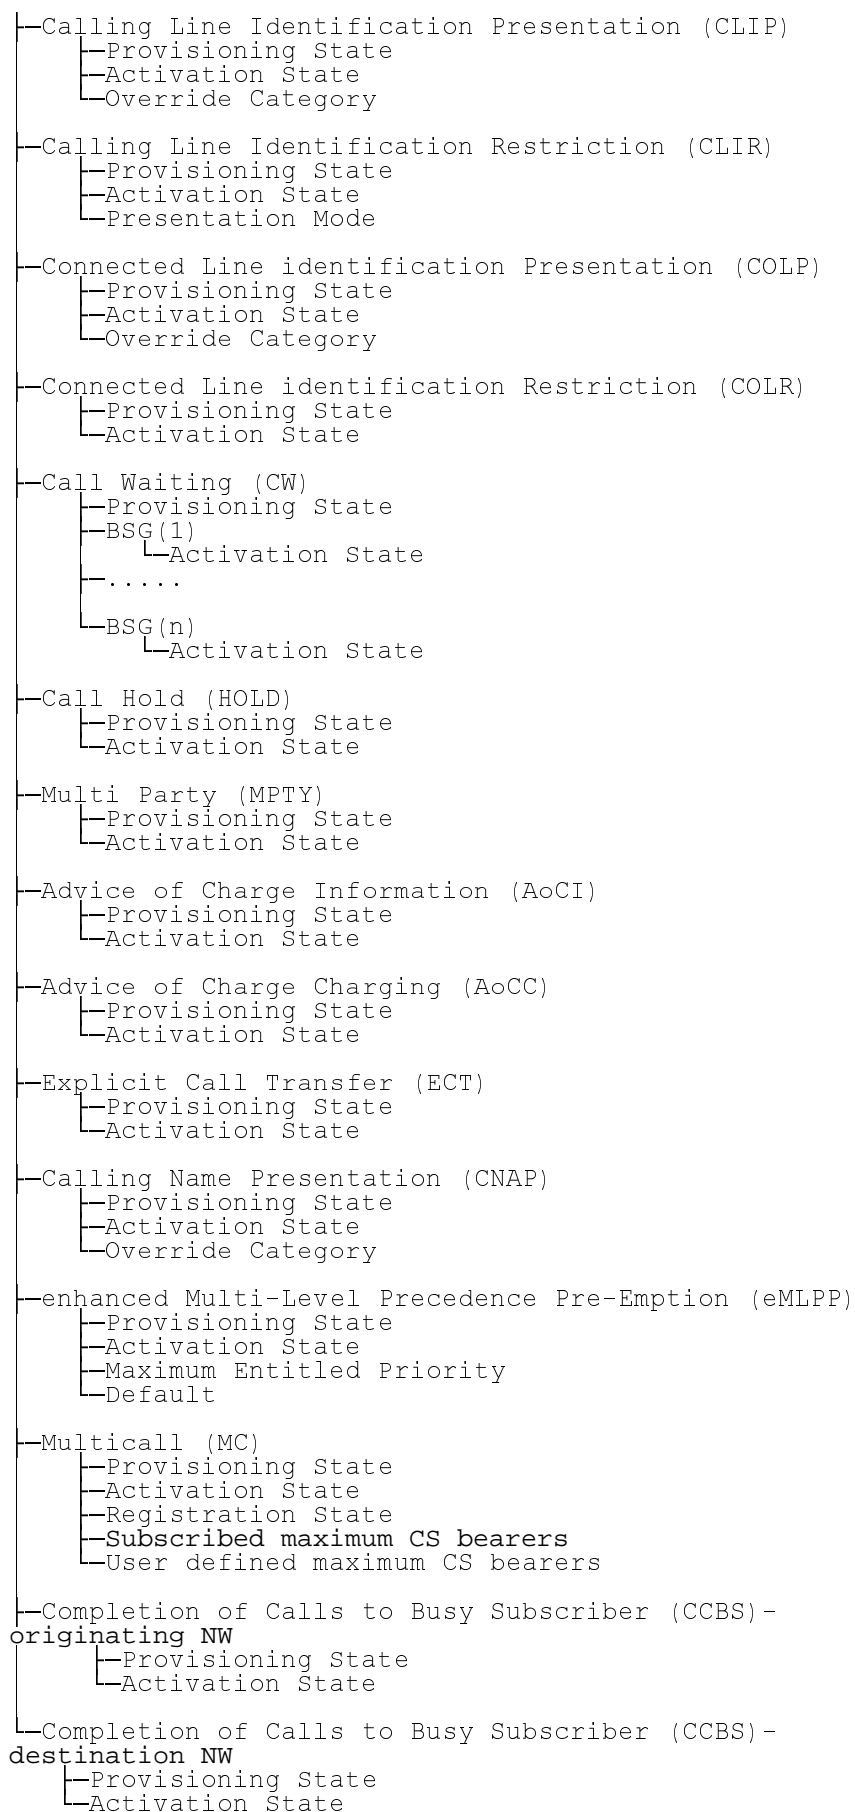 Calling Line Identification Presentation (CLIP)
Provisioning State
Activation State
Override Category
Calling Line Identification Restriction (CLIR)
Provisioning State
Activation State
Presentation Mode
Connected Line identification Presentation (COLP)
Provisioning State
Activation State
Override Category
Connected Line identification Restriction (COLR)
Provisioning State
Activation State
Call Waiting (CW)
Provisioning State
BSG(1)
Activation State
.....
BSG(n)
Activation State
Call Hold (HOLD)
Provisioning State
Activation State
Multi Party (MPTY)
Provisioning State
Activation State
Advice of Charge Information (AoCI)
Provisioning State
Activation State
Advice of Charge Charging (AoCC)
Provisioning State
Activation State
Explicit Call Transfer (ECT)
Provisioning State
Activation State
Calling Name Presentation (CNAP)
Provisioning State
Activation State
Override Category
enhanced Multi-Level Precedence Pre-Emption (eMLPP)
Provisioning State
Activation State
Maximum Entitled Priority
Default
Multicall (MC)
Provisioning State
Activation State
Registration State
Subscribed maximum CS bearers
User defined maximum CS bearers
Completion of Calls to Busy Subscriber (CCBS)-
originating NW
Provisioning State
Activation State
Completion of Calls to Busy Subscriber (CCBS)-
destination NW
Provisioning State
Activation State